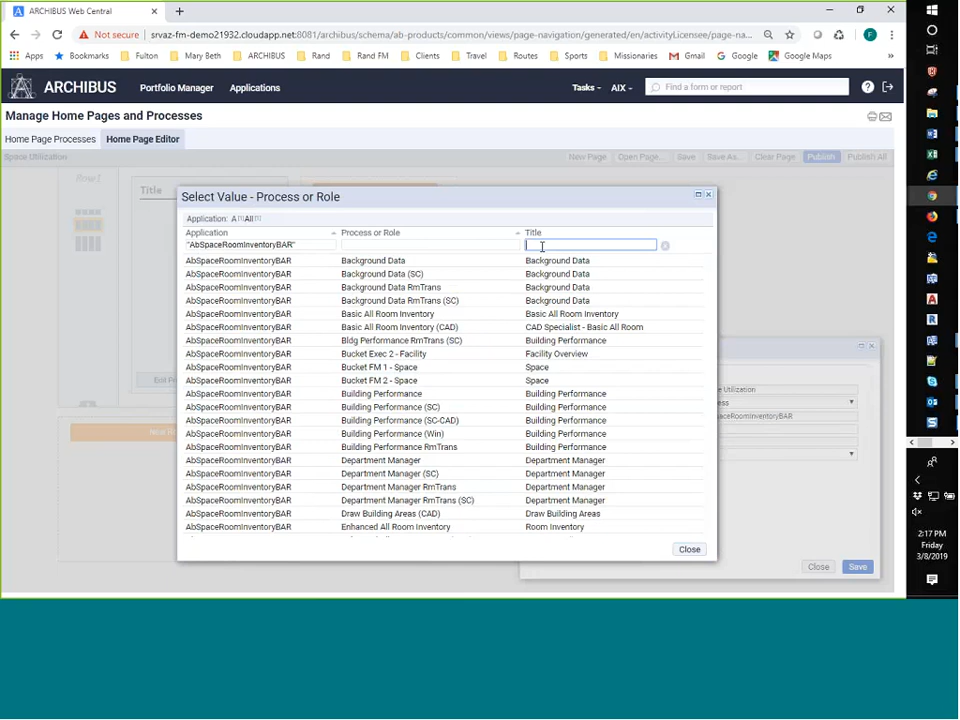 ARCHIBUS Web Central
Not secure srvaz-fm-demo21932.cloudapp.net:8081/archibus/schema/ab-products/common/views/page-navigation/generated/en/activityLicensee/page-na...
Apps Bookmarks Fulton Mary Beth ARCHIBUS Rand Rand FM Clients Travel Routes Sports Missionaries Gmail Google Google Maps »
ARCHIBUS Portfolio Manager Applications Tasks AIX Find a form or report
Manage Home Pages and Processes
Home Page Processes Home Page Editor
Space Utilization New Page Open Page... Save Save As... Clear Page Publish Publish All
Row1 Title
Select Value - Process or Role
Application: A [1] All [1]
Application Process or Role Title
"AbSpaceRoomInventoryBAR"
AbSpaceRoomInventoryBAR Background Data Background Data
AbSpaceRoomInventoryBAR Background Data (SC) Background Data
AbSpaceRoomInventoryBAR Background Data RmTrans Background Data
AbSpaceRoomInventoryBAR Background Data RmTrans (SC) Background Data
AbSpaceRoomInventoryBAR Basic All Room Inventory Basic All Room Inventory
AbSpaceRoomInventoryBAR Basic All Room Inventory (CAD) CAD Specialist - Basic All Room
AbSpaceRoomInventoryBAR Bldg Performance RmTrans (SC) Building Performance
AbSpaceRoomInventoryBAR Bucket Exec 2 - Facility Facility Overview
AbSpaceRoomInventoryBAR Bucket FM 1 - Space Space
AbSpaceRoomInventoryBAR Bucket FM 2 - Space Space
AbSpaceRoomInventoryBAR Building Performance Building Performance
AbSpaceRoomInventoryBAR Building Performance (SC) Building Performance
AbSpaceRoomInventoryBAR Building Performance (SC-CAD) Building Performance
AbSpaceRoomInventoryBAR Building Performance (Win) Building Performance
AbSpaceRoomInventoryBAR Building Performance RmTrans Building Performance
AbSpaceRoomInventoryBAR Department Manager Department Manager
AbSpaceRoomInventoryBAR Department Manager (SC) Department Manager
AbSpaceRoomInventoryBAR Department Manager RmTrans Department Manager
AbSpaceRoomInventoryBAR Department Manager RmTrans (SC) Department Manager
AbSpaceRoomInventoryBAR Draw Building Areas (CAD) Draw Building Areas
AbSpaceRoomInventoryBAR Enhanced All Room Inventory Room Inventory
Close
Edit Pr
Utilization
ess
aceRoomInventoryBAR
Close Save
2:17 PM
Friday
3/8/2019